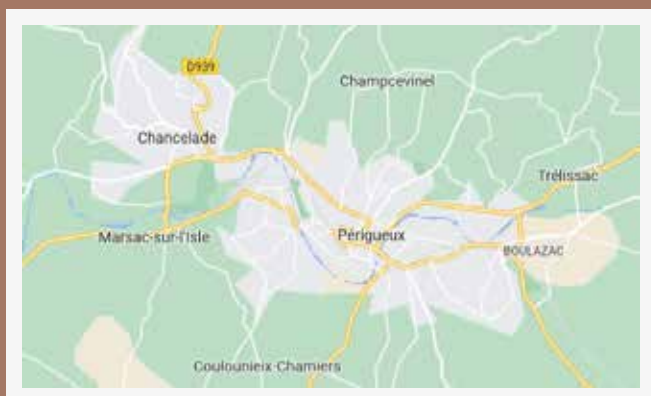 D939
Champcevinel
Chancelade
Trélissac
Marsac-sur-l'Isle
Périgueux
BOULAZAC
Coulounieix-Chamiers